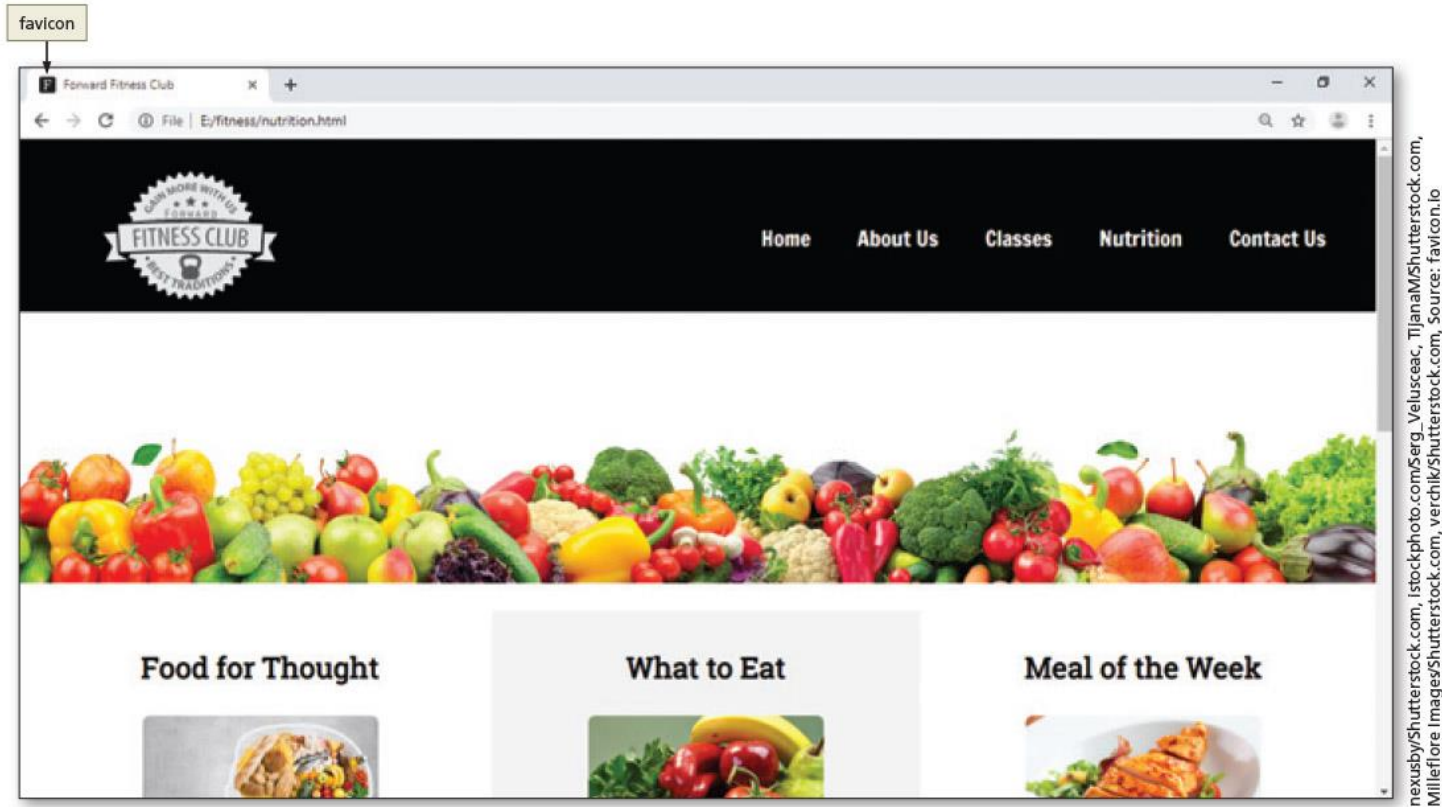 favicon
F Forward Fitness Club × +
File | E:/fitness/nutrition.html
GAIN MORE WITH US
FORWARD
FITNESS CLUB
BEST TRADITIONS
Home About Us Classes Nutrition Contact Us
Food for Thought What to Eat Meal of the Week
nexusby/Shutterstock.com, istockphoto.com/Serg_Velusceac, TijanaM/Shutterstock.com,
Milleflore Images/Shutterstock.com, verchik/Shutterstock.com, Source: favicon.io